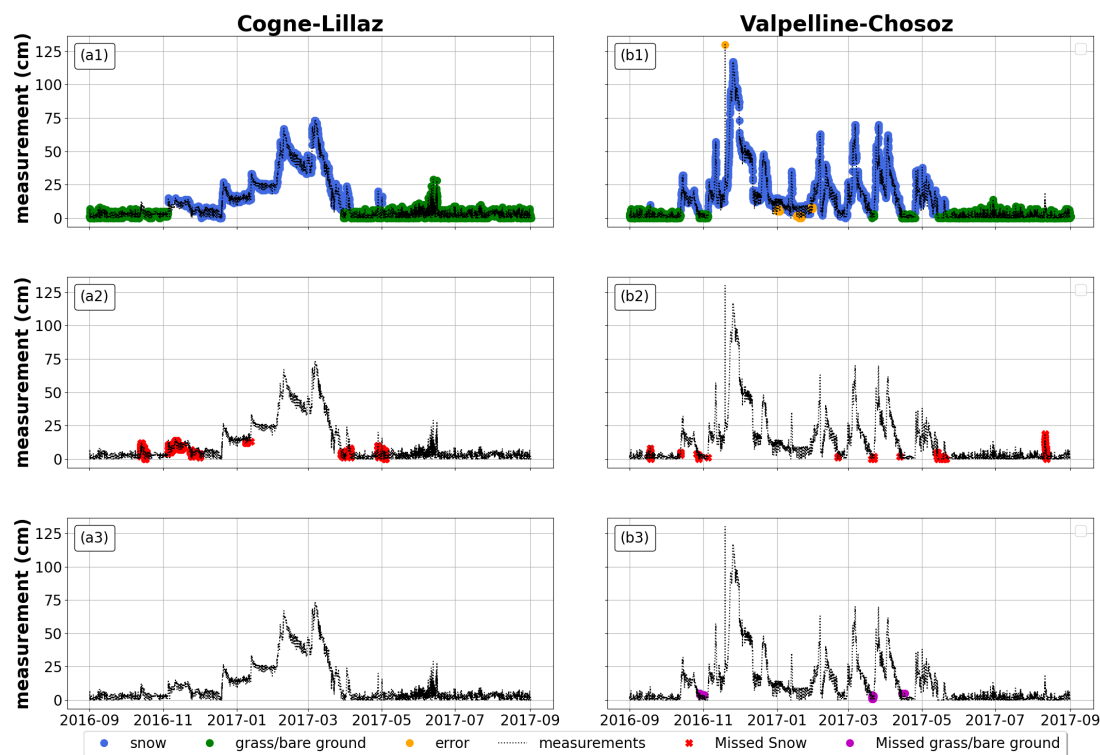 Cogne-Lillaz Valpelline-Chosoz
measurement (cm)
125
100
75
50
25
0
(a1)
(b1)
measurement (cm)
125
100
75
50
25
0
(a2)
(b2)
measurement (cm)
125
100
75
50
25
0
(a3)
(b3)
2016-09 2016-11 2017-01 2017-03 2017-05 2017-07 2017-09 2016-09 2016-11 2017-01 2017-03 2017-05 2017-07 2017-09
snow grass/bare ground error measurements Missed Snow Missed grass/bare ground